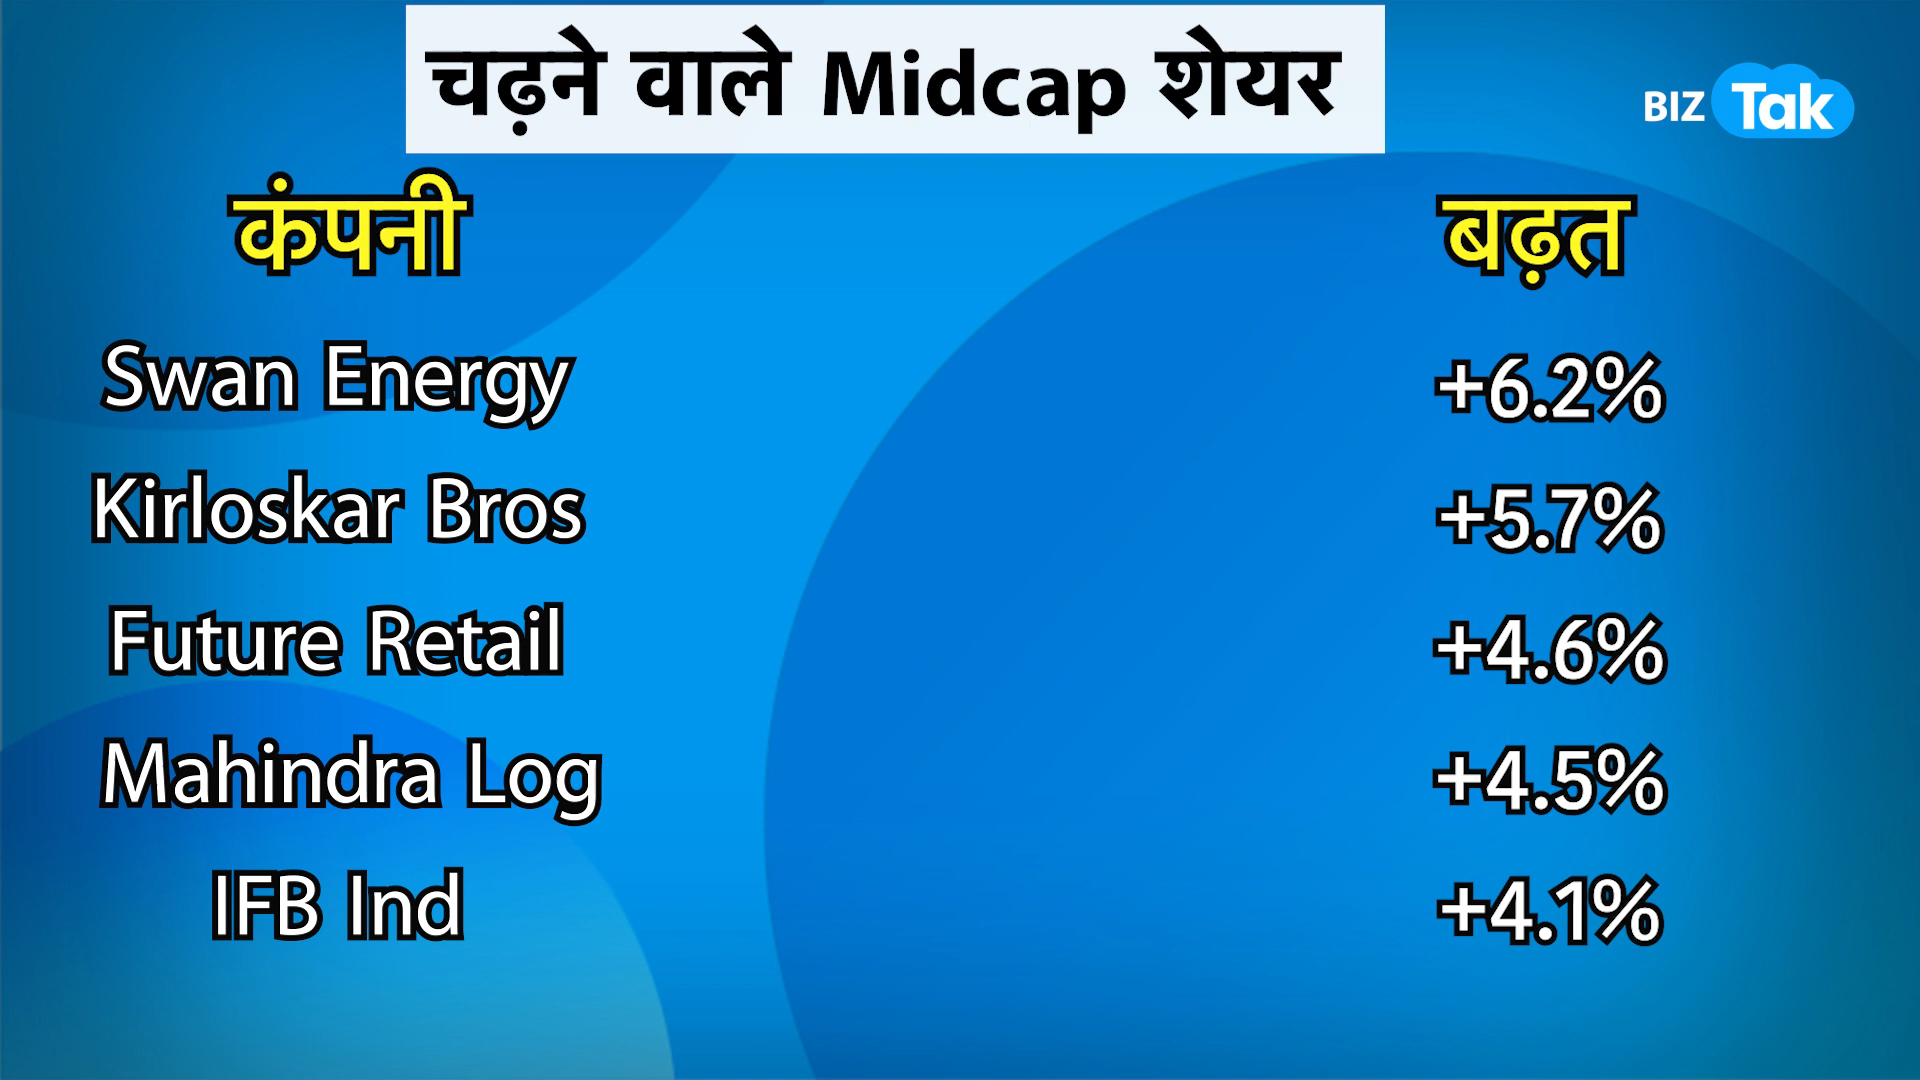 चढ़ने वाले Midcap शेयर
BIZ Tak
कंपनी बढ़त
Swan Energy +6.2%
Kirloskar Bros +5.7%
Future Retail +4.6%
Mahindra Log +4.5%
IFB Ind +4.1%